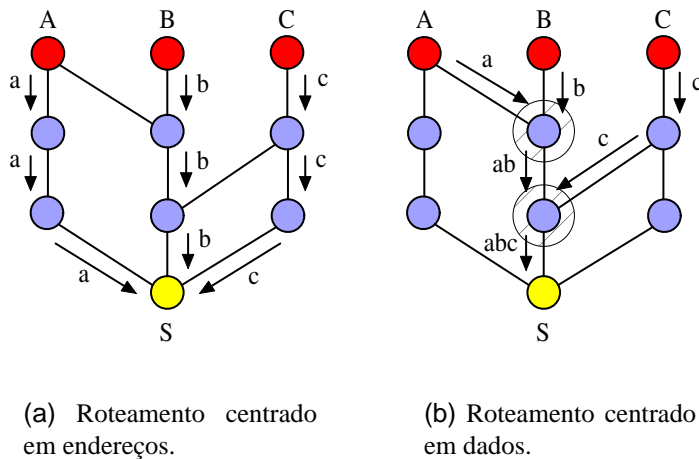 A B C A B C
a b c a b c
a b c ab c
a b c abc
S S
(a) Roteamento centrado
em endereços.
(b) Roteamento centrado
em dados.